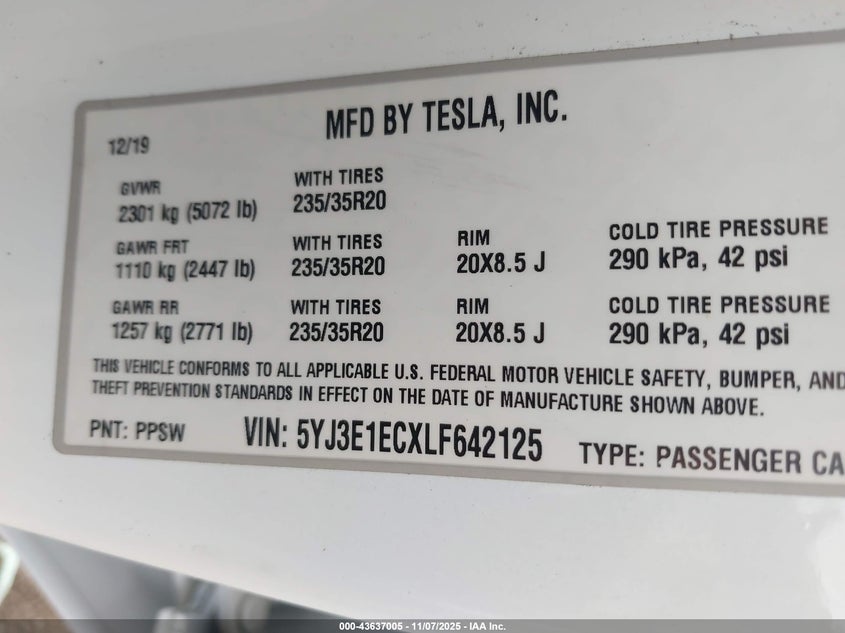 MFD BY TESLA, INC.
12/19
GVWR
2301 kg (5072 lb)
WITH TIRES
235/35R20
GAWR FRT
1110 kg (2447 lb)
WITH TIRES
235/35R20
RIM
20X8.5 J
COLD TIRE PRESSURE
290 kPa, 42 psi
GAWR RR
1257 kg (2771 lb)
WITH TIRES
235/35R20
RIM
20X8.5 J
COLD TIRE PRESSURE
290 kPa, 42 psi
THIS VEHICLE CONFORMS TO ALL APPLICABLE U.S. FEDERAL MOTOR VEHICLE SAFETY, BUMPER, AND
THEFT PREVENTION STANDARDS IN EFFECT ON THE DATE OF MANUFACTURE SHOWN ABOVE.
PNT: PPSW
VIN: 5YJ3E1ECXLF642125
TYPE: PASSENGER CA
000-43637005 — 11/07/2025 — IAA Inc.